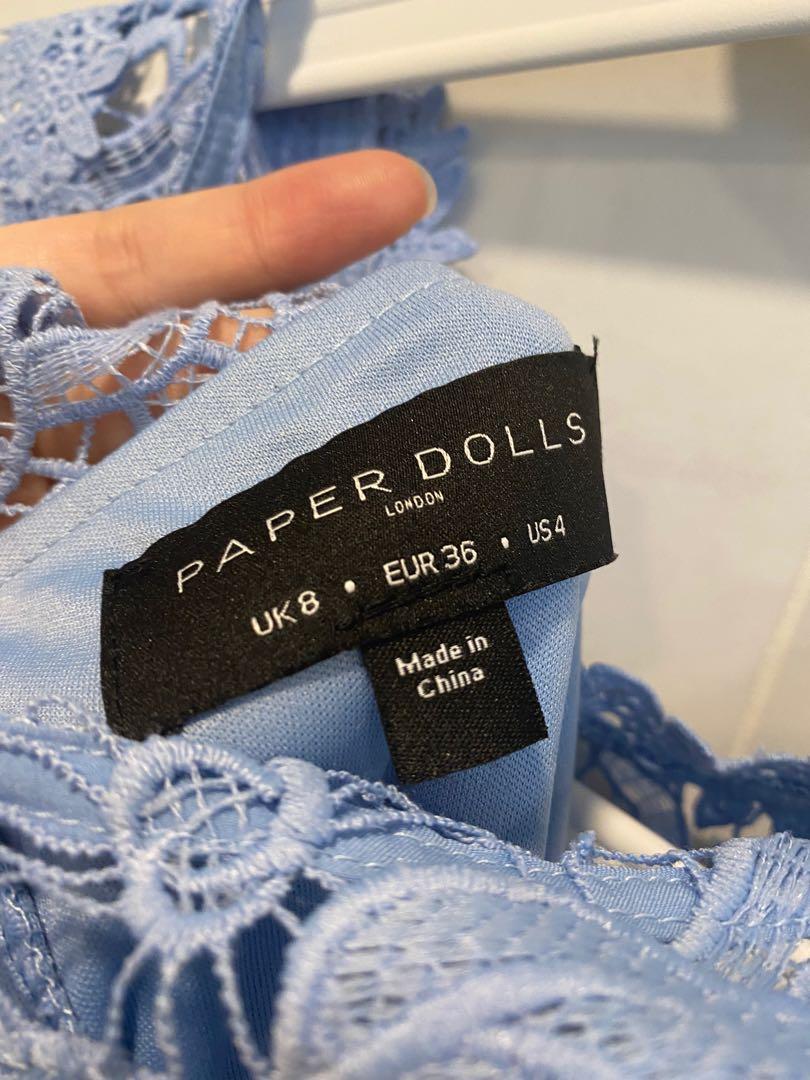 PAPER DOLLS
LONDON
UK 8 • EUR 36 • US 4
Made in
China